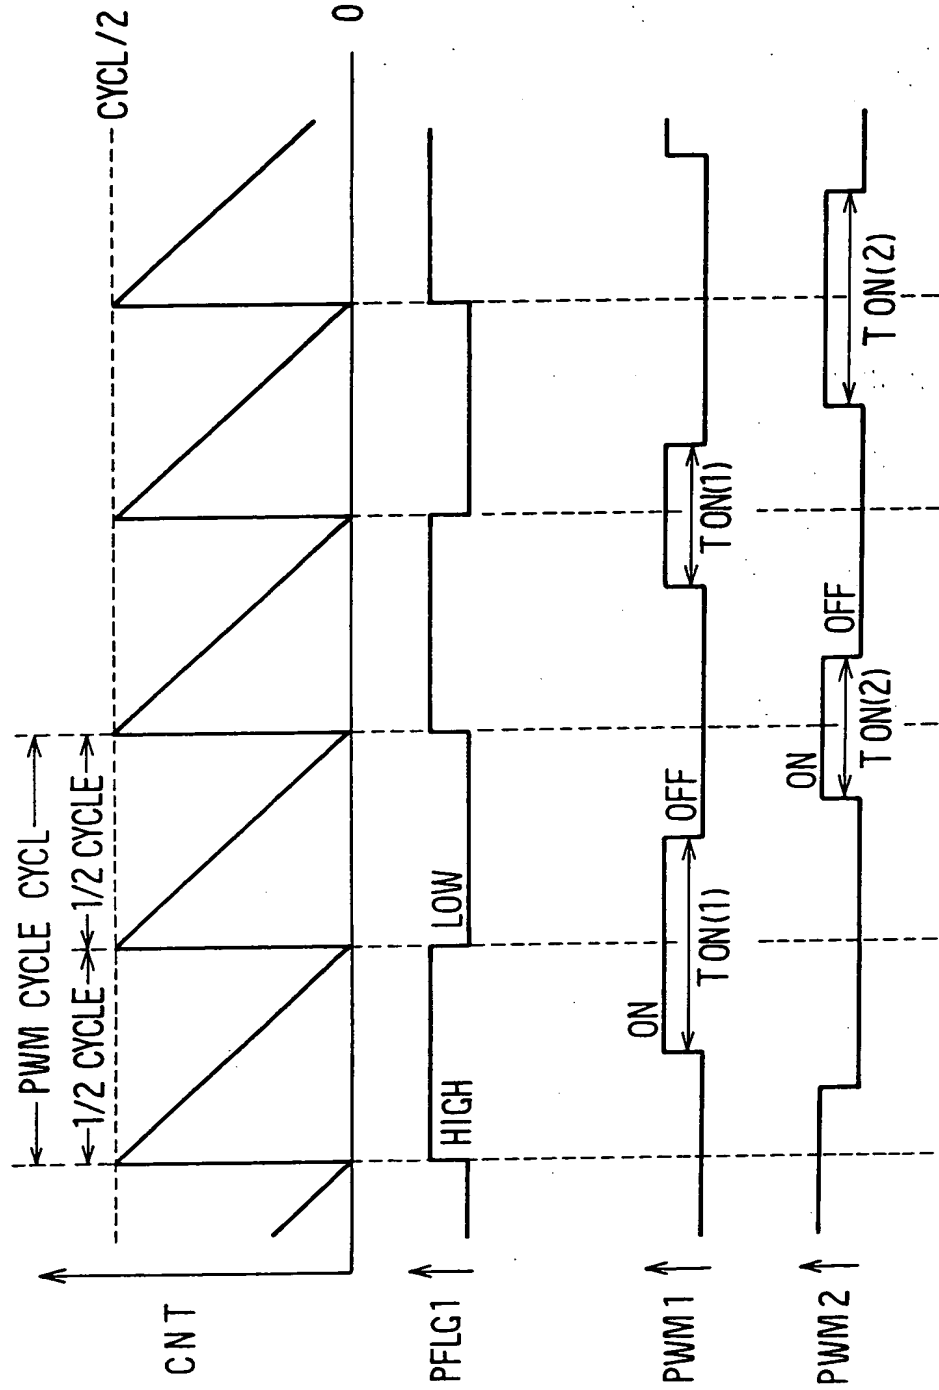 PWM CYCLE CYCL
1/2 CYCLE
1/2 CYCLE
CYCL/2
CNT
0
PFLG1
HIGH
LOW
PWM1
ON
OFF
T ON(1)
T ON(1)
PWM2
ON
OFF
T ON(2)
T ON(2)